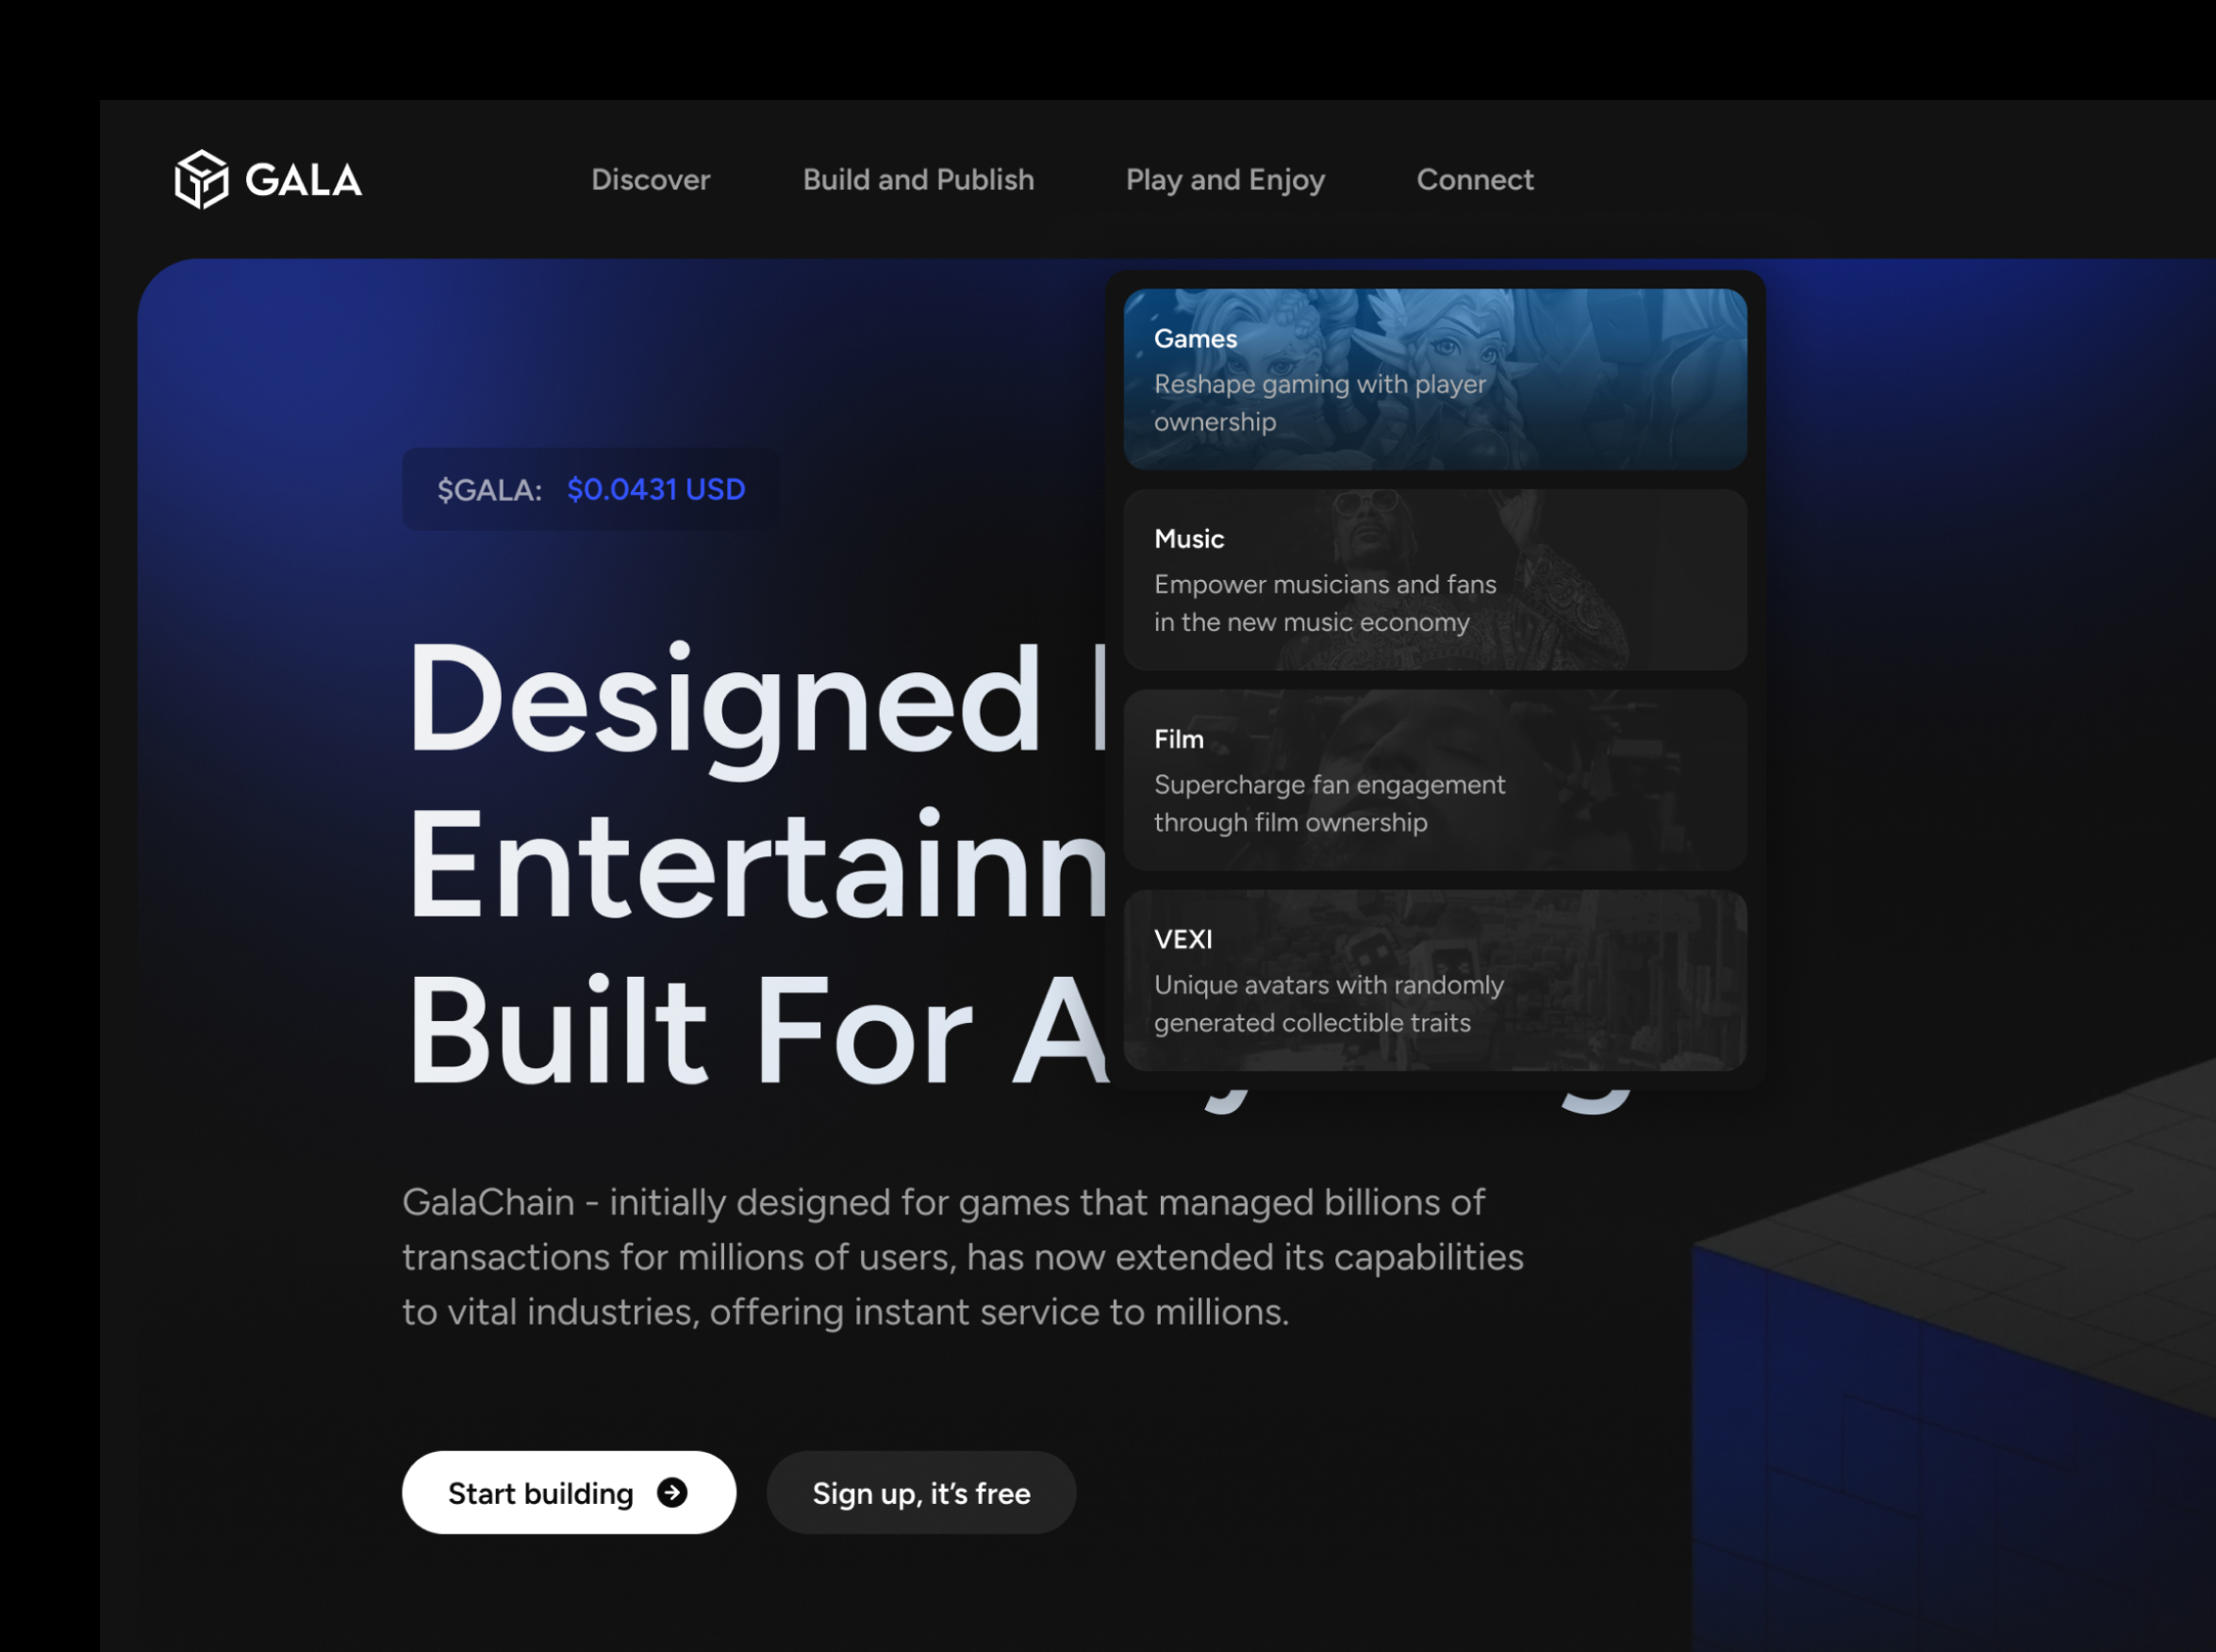 GALA
Discover
Build and Publish
Play and Enjoy
Connect
$GALA: $0.0431 USD
Designed
Built For
GalaChain - initially designed for games that managed billions of
transactions for millions of users, has now extended its capabilities
to vital industries, offering instant service to millions.
Start building
Sign up, it’s free
Games
Reshape gaming with player
ownership
Music
Empower musicians and fans
in the new music economy
Film
Supercharge fan engagement
through film ownership
VEXI
Unique avatars with randomly
generated collectible traits